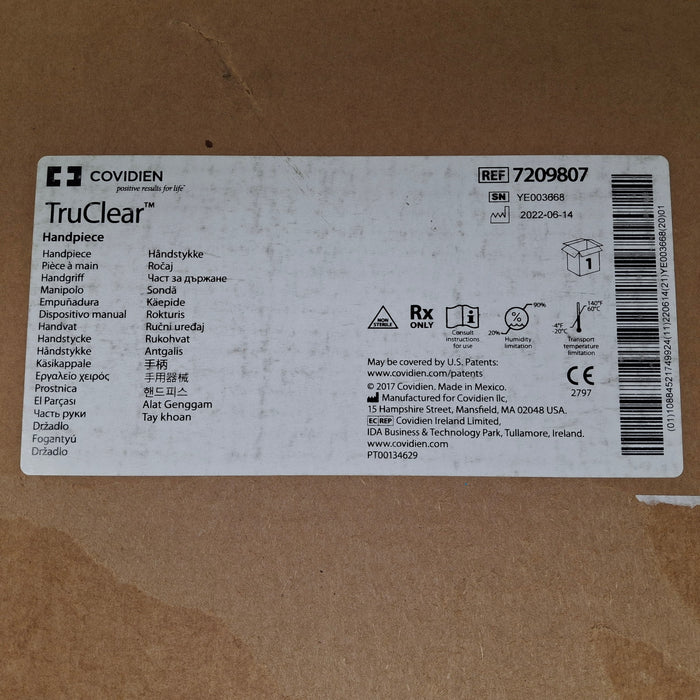 COVIDIEN
positive results for life™
TruClear™
Handpiece
Handpiece
Pièce à main
Handgriff
Manipolo
Empuñadura
Dispositivo manual
Handvat
Handstycke
Håndstykke
Käsikappale
Εργαλείο χειρός
Prostnica
El Parçası
Часть руки
Držadlo
Fogantyú
Držadlo
Håndstykke
Ročaj
Част за държане
Sondă
Käepide
Rokturis
Ručni uređaj
Rukohvat
Antgalis
手柄
手用器械
핸드피스
Alat Genggam
Tay khoan
REF 7209807
SN YE003668
2022-06-14
1
NON STERILE
Rx ONLY
Consult instructions for use
20%
90%
Humidity limitation
-4°F
-20°C
140°F
60°C
Transport temperature limitation
May be covered by U.S. Patents:
www.covidien.com/patents
© 2017 Covidien. Made in Mexico.
Manufactured for Covidien llc,
15 Hampshire Street, Mansfield, MA 02048 USA.
EC REP Covidien Ireland Limited,
IDA Business & Technology Park, Tullamore, Ireland.
www.covidien.com
PT00134629
CE
2797
(01)10884521749924(11)220614(21)YE003668(20)01